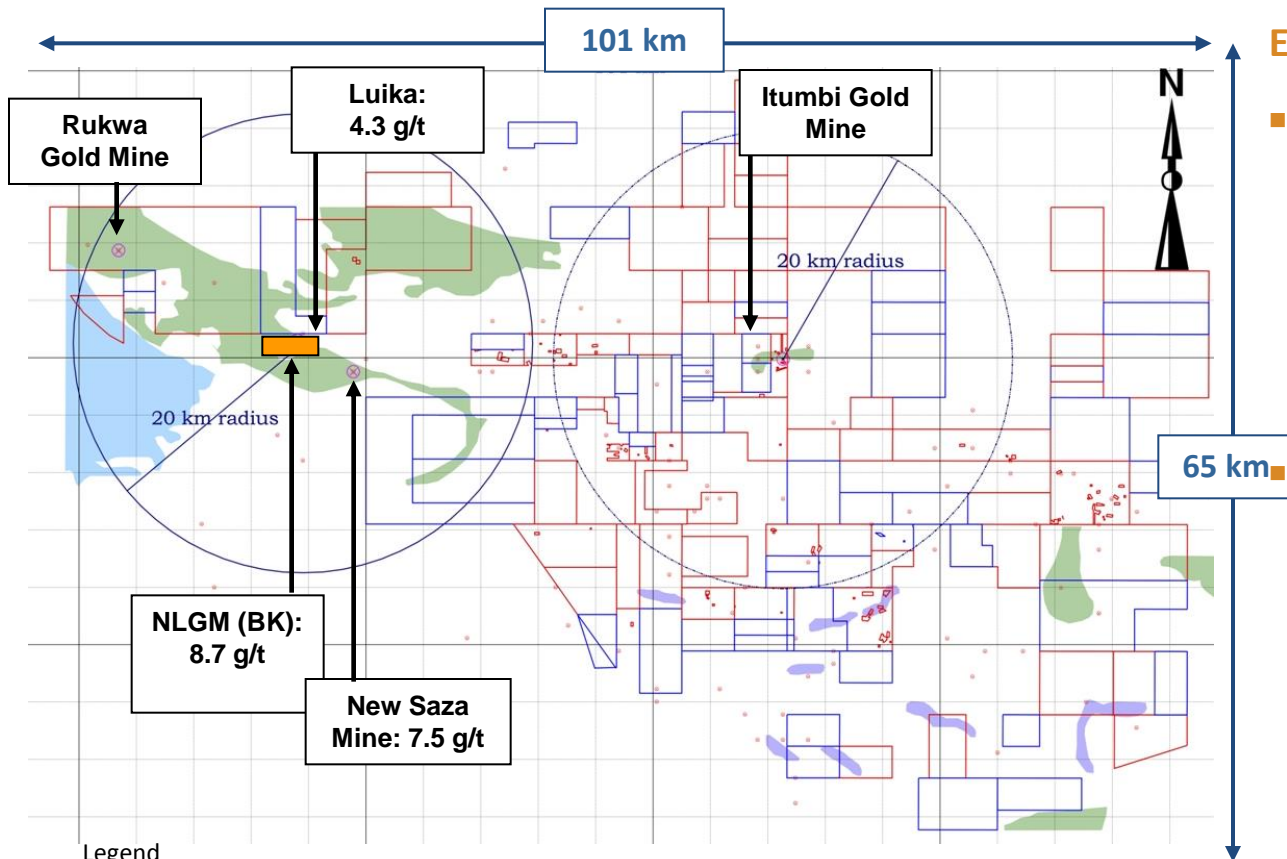 101 km
E
Luika:
4.3 g/t
Itumbi Gold
Mine
N
Rukwa
Gold Mine
20 km radius
20 km radius
65 km
NLGM (BK):
8.7 g/t
New Saza
Mine: 7.5 g/t
Legend